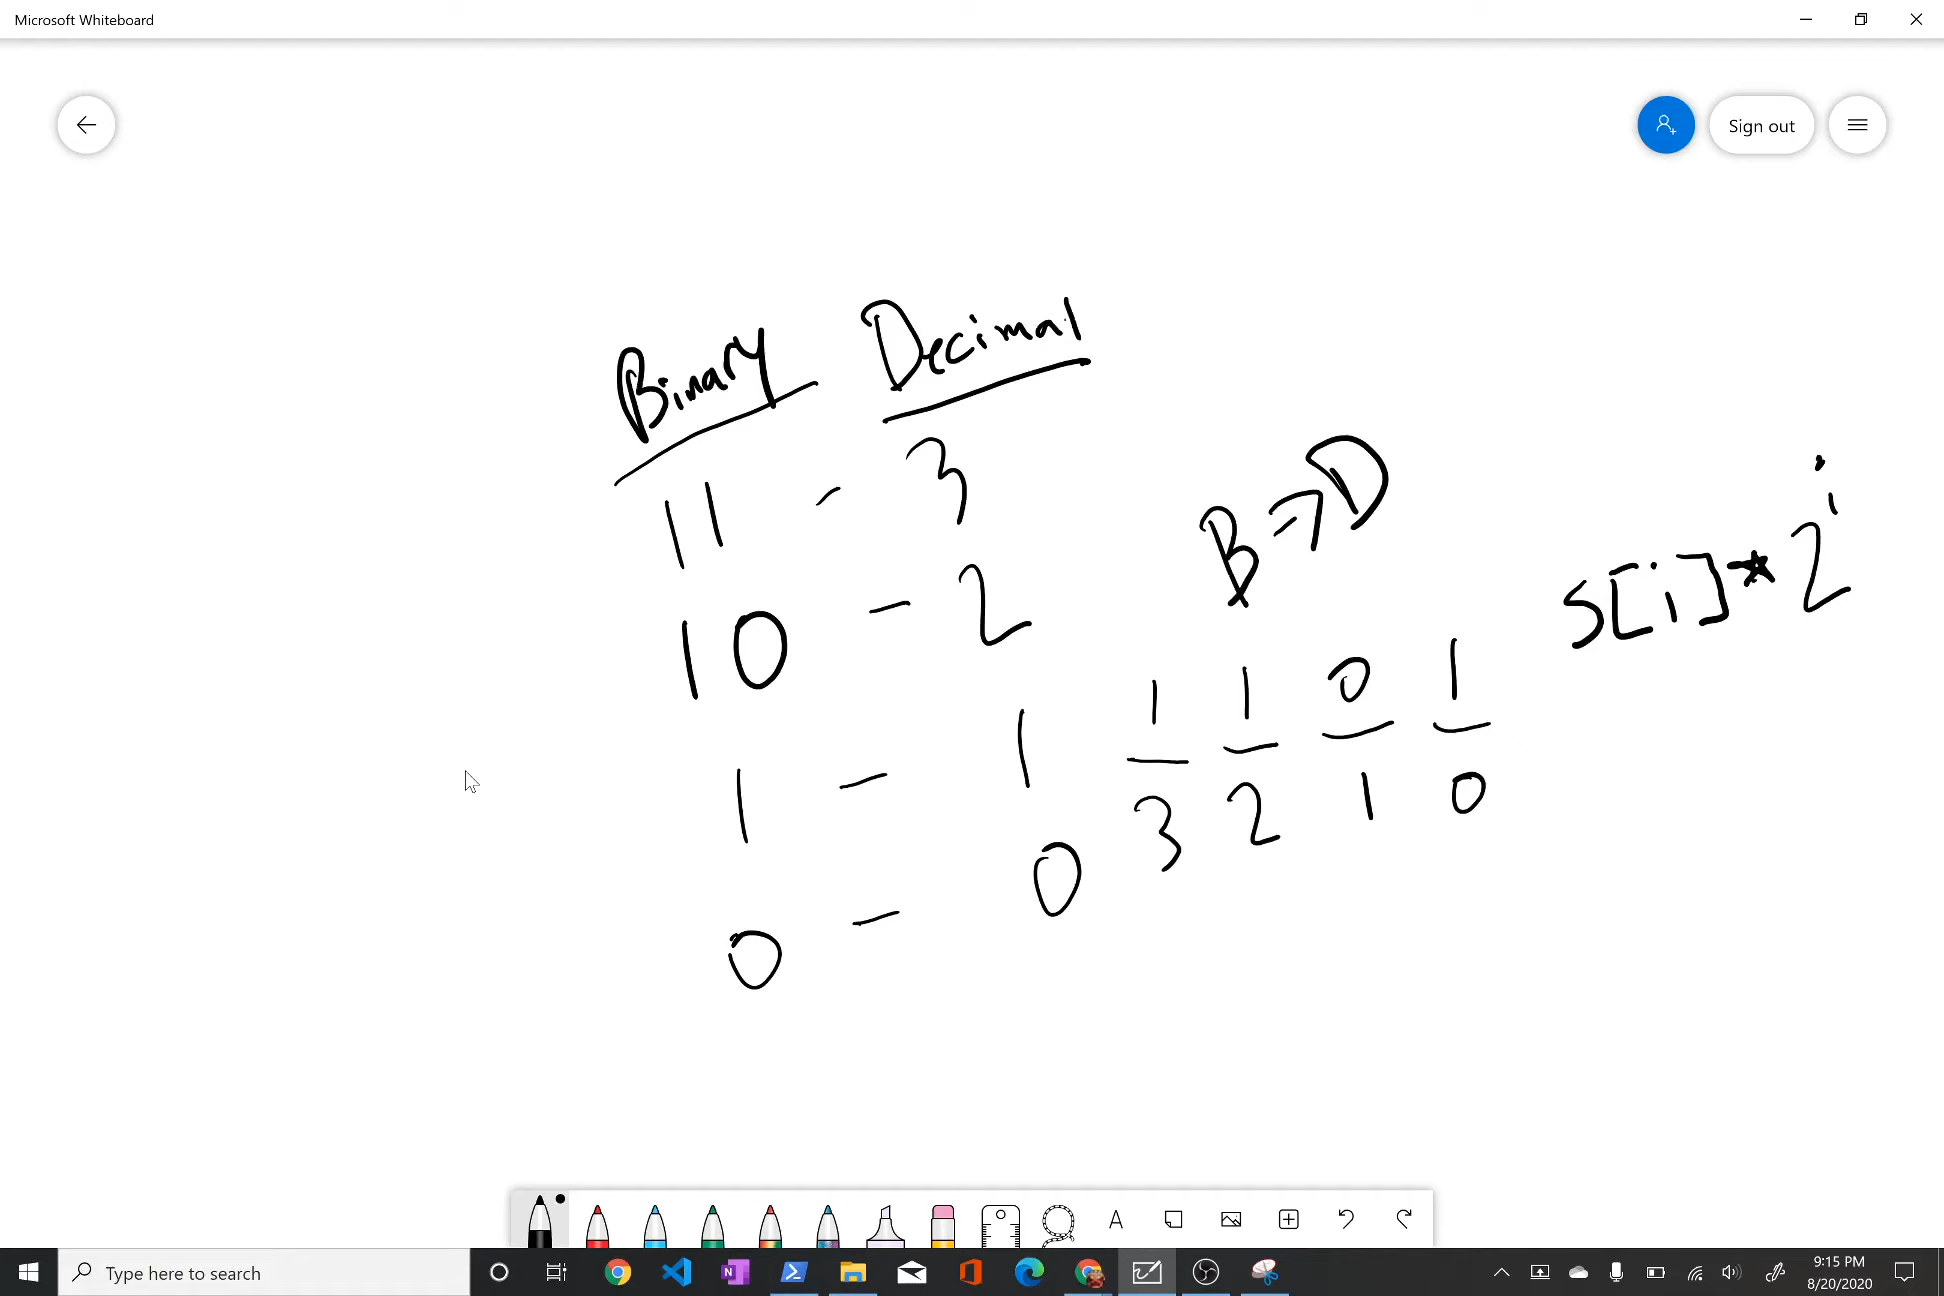 Microsoft Whiteboard
Sign out
Binary Decimal
11 - 3
10 - 2
1 - 1
0 - 0
B => D
1 1 0 1
3 2 1 0
s[i] * 2^i
A
Type here to search
9:15 PM
8/20/2020